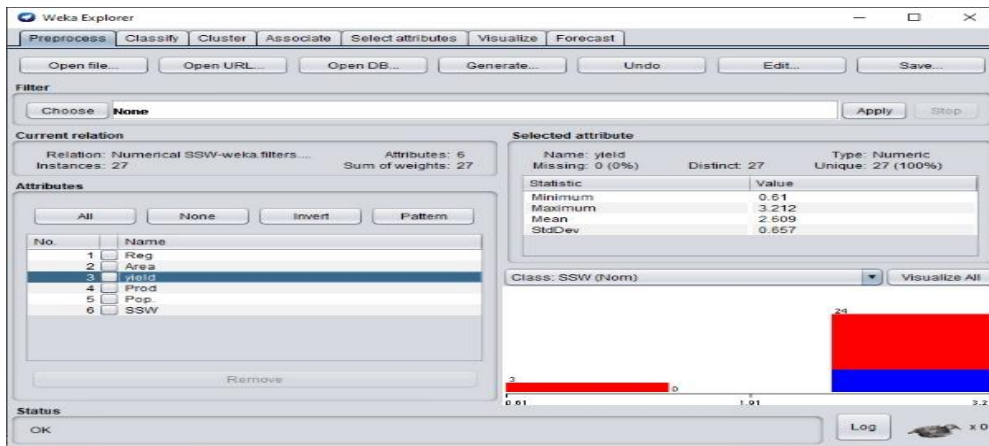 Weka Explorer
Preprocess Classify Cluster Associate Select attributes Visualize Forecast
Open file... Open URL... Open DB... Generate... Undo Edit... Save...
Filter
Choose None Apply Stop
Current relation
Relation: Numerical SSW-weka.filters.... Attributes: 6
Instances: 27 Sum of weights: 27
Attributes
All None Invert Pattern
No. Name
1 Reg
2 Area
3 yield
4 Prod
5 Pop.
6 SSW
Remove
Selected attribute
Name: yield Type: Numeric
Missing: 0 (0%) Distinct: 27 Unique: 27 (100%)
Statistic Value
Minimum 0.61
Maximum 3.212
Mean 2.609
StdDev 0.657
Class: SSW (Nom) Visualize All
24
3
0
0.61 1.91 3.2
Status
OK Log x 0